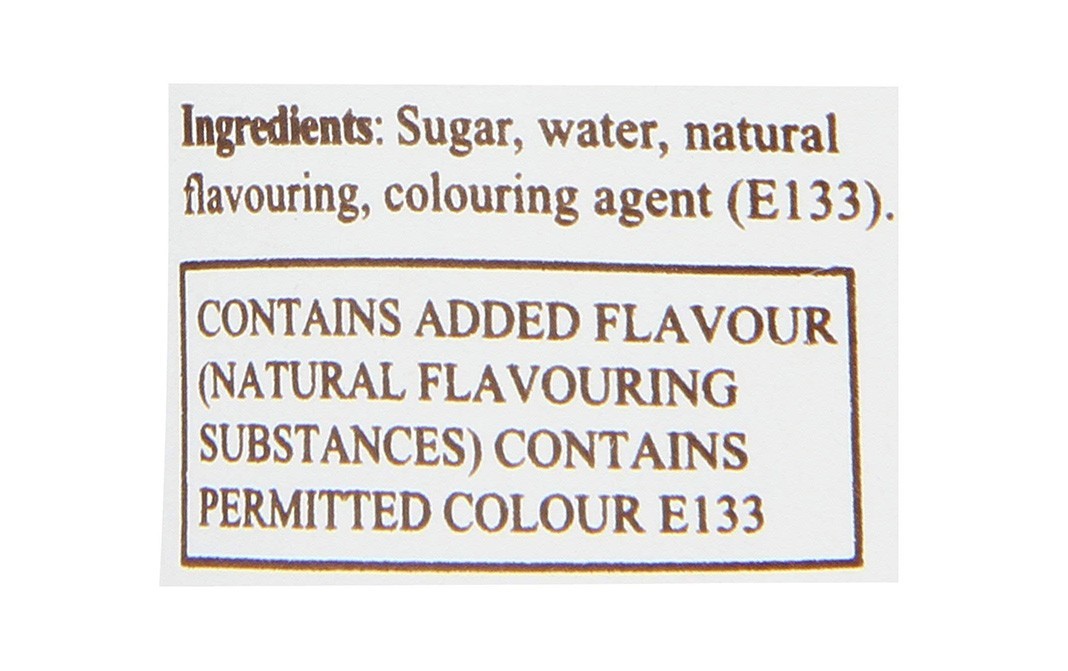 Ingredients: Sugar, water, natural
flavouring, colouring agent (E133).
CONTAINS ADDED FLAVOUR
(NATURAL FLAVOURING
SUBSTANCES) CONTAINS
PERMITTED COLOUR E133